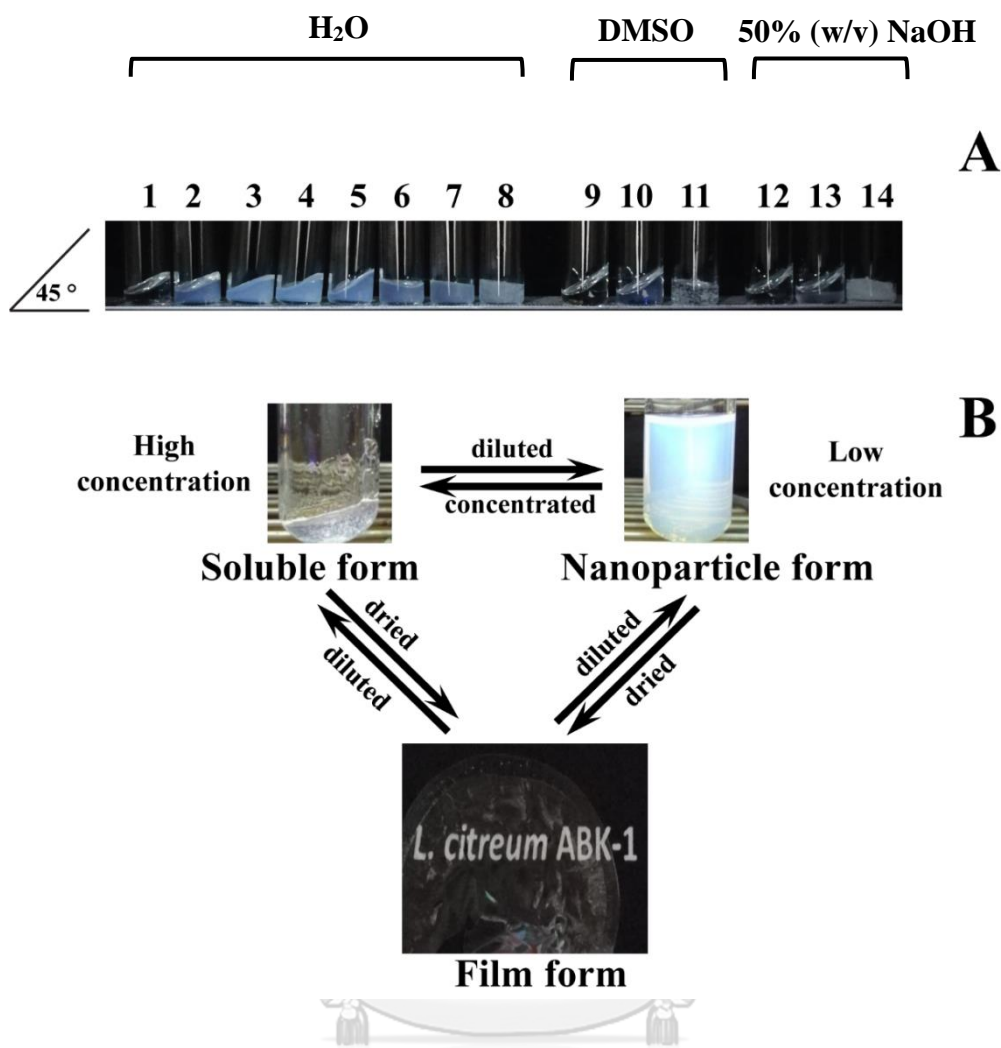 H₂O DMSO 50% (w/v) NaOH
A
1 2 3 4 5 6 7 8 9 10 11 12 13 14
45 °
B
High
concentration
diluted
concentrated
Low
concentration
Soluble form
Nanoparticle form
dried
diluted
diluted
dried
L. citreum ABK-1
Film form